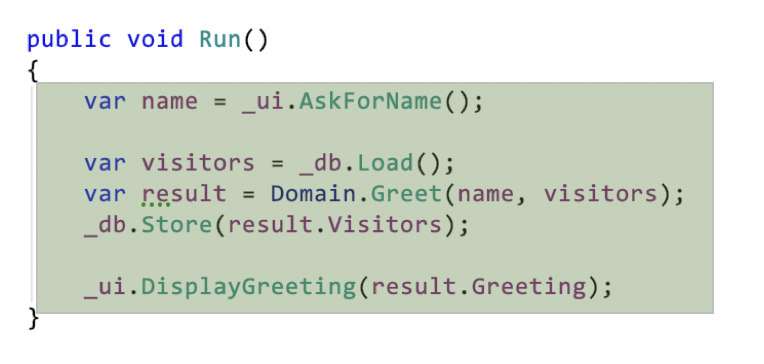 public void Run()
{
var name = _ui.AskForName();
var visitors = _db.Load();
var result = Domain.Greet(name, visitors);
_db.Store(result.Visitors);
_ui.DisplayGreeting(result.Greeting);
}